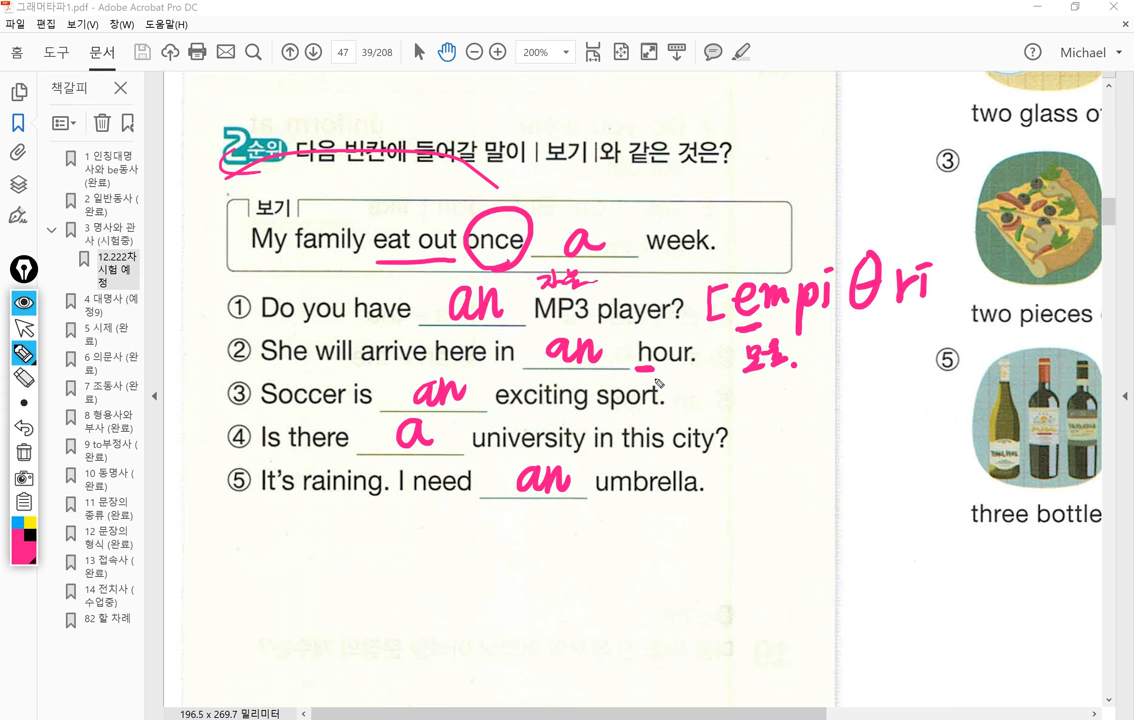 그래머타파1.pdf - Adobe Acrobat Pro DC
파일 편집 보기(V) 창(W) 도움말(H)
홈 도구 문서 47 39/208 200% Michael
책갈피
1 인칭대명사와 be동사 (완료)
2 일반동사 (완료)
3 명사와 관사 (시험중)
12.222자 시험 예정
4 대명사 (예정9)
5 시제 (완료)
6 의문사 (완료)
7 조동사 (완료)
8 형용사와 부사 (완료)
9 to부정사 (완료)
10 동명사 (완료)
11 문장의 종류 (완료)
12 문장의 형식 (완료)
13 접속사 (완료)
14 전치사 (수업중)
82 할 차례
2순위 다음 빈칸에 들어갈 말이 |보기|와 같은 것은?
보기
My family eat out once a week.
자음
① Do you have an MP3 player? [empiθri
② She will arrive here in an hour. 모음.
③ Soccer is an exciting sport.
④ Is there a university in this city?
⑤ It's raining. I need an umbrella.
two glass o
③
two pieces
⑤
three bottle
196.5 x 269.7 밀리미터